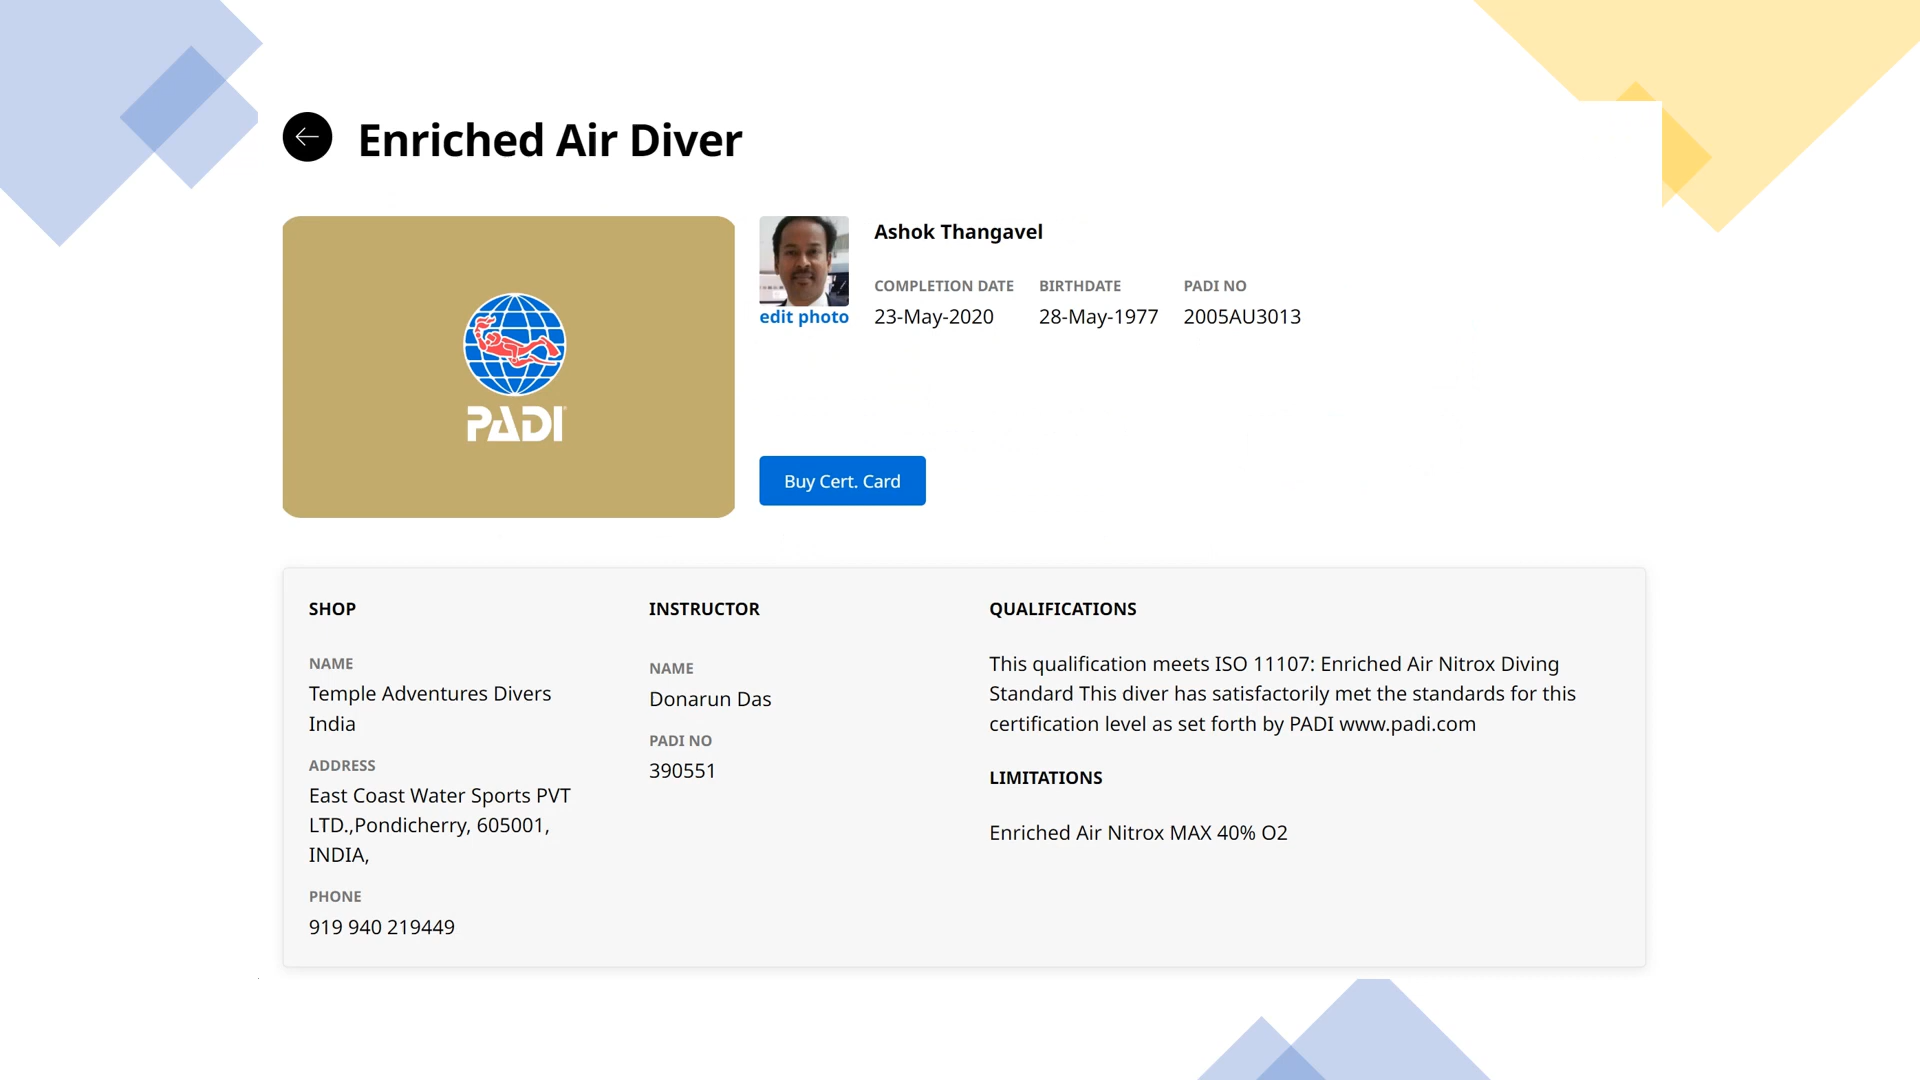 Enriched Air Diver
PADI
edit photo
Ashok Thangavel
COMPLETION DATE
23-May-2020
BIRTHDATE
28-May-1977
PADI NO
2005AU3013
Buy Cert. Card
SHOP
NAME
Temple Adventures Divers
India
ADDRESS
East Coast Water Sports PVT
LTD.,Pondicherry, 605001,
INDIA,
PHONE
919 940 219449
INSTRUCTOR
NAME
Donarun Das
PADI NO
390551
QUALIFICATIONS
This qualification meets ISO 11107: Enriched Air Nitrox Diving
Standard This diver has satisfactorily met the standards for this
certification level as set forth by PADI www.padi.com
LIMITATIONS
Enriched Air Nitrox MAX 40% O2